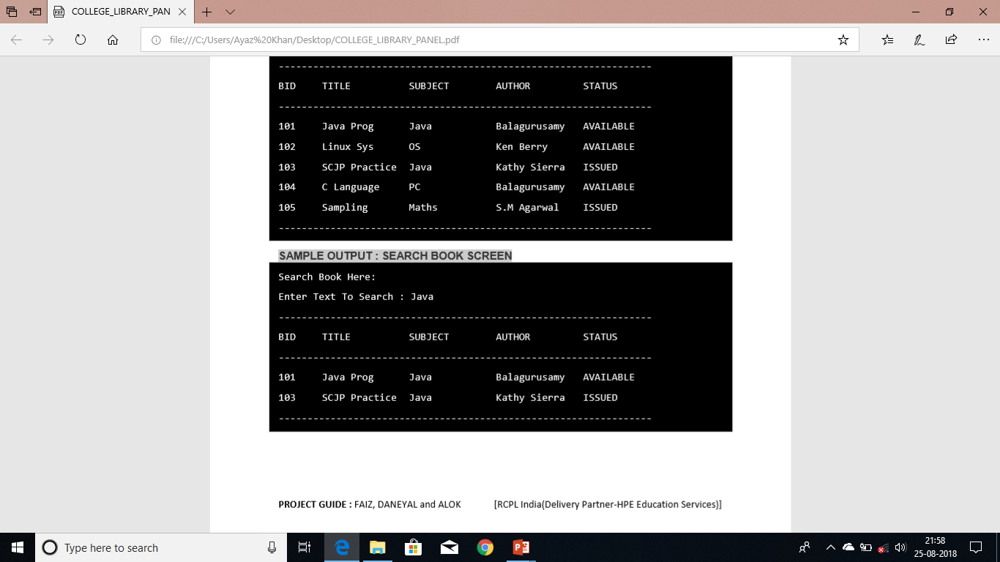 COLLEGE_LIBRARY_PAN
file:///C:/Users/Ayaz%20Khan/Desktop/COLLEGE_LIBRARY_PANEL.pdf
--------------------------------------------------------------------
BID TITLE SUBJECT AUTHOR STATUS
--------------------------------------------------------------------
101 Java Prog Java Balagurusamy AVAILABLE
102 Linux Sys OS Ken Berry AVAILABLE
103 SCJP Practice Java Kathy Sierra ISSUED
104 C Language PC Balagurusamy AVAILABLE
105 Sampling Maths S.M Agarwal ISSUED
--------------------------------------------------------------------
SAMPLE OUTPUT : SEARCH BOOK SCREEN
Search Book Here:
Enter Text To Search : Java
--------------------------------------------------------------------
BID TITLE SUBJECT AUTHOR STATUS
--------------------------------------------------------------------
101 Java Prog Java Balagurusamy AVAILABLE
103 SCJP Practice Java Kathy Sierra ISSUED
--------------------------------------------------------------------
PROJECT GUIDE : FAIZ, DANEYAL and ALOK [RCPL India(Delivery Partner-HPE Education Services)]
Type here to search
21:58
25-08-2018